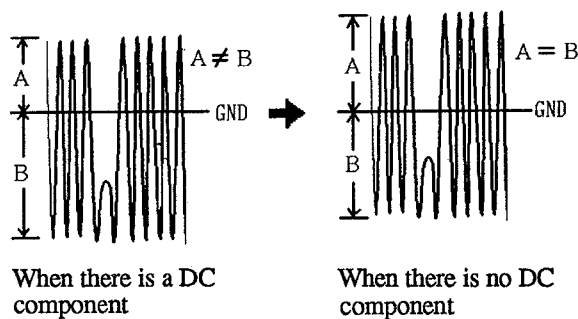 A
B
A ≠ B
GND
When there is a DC
component
A
B
A = B
GND
When there is no DC
component